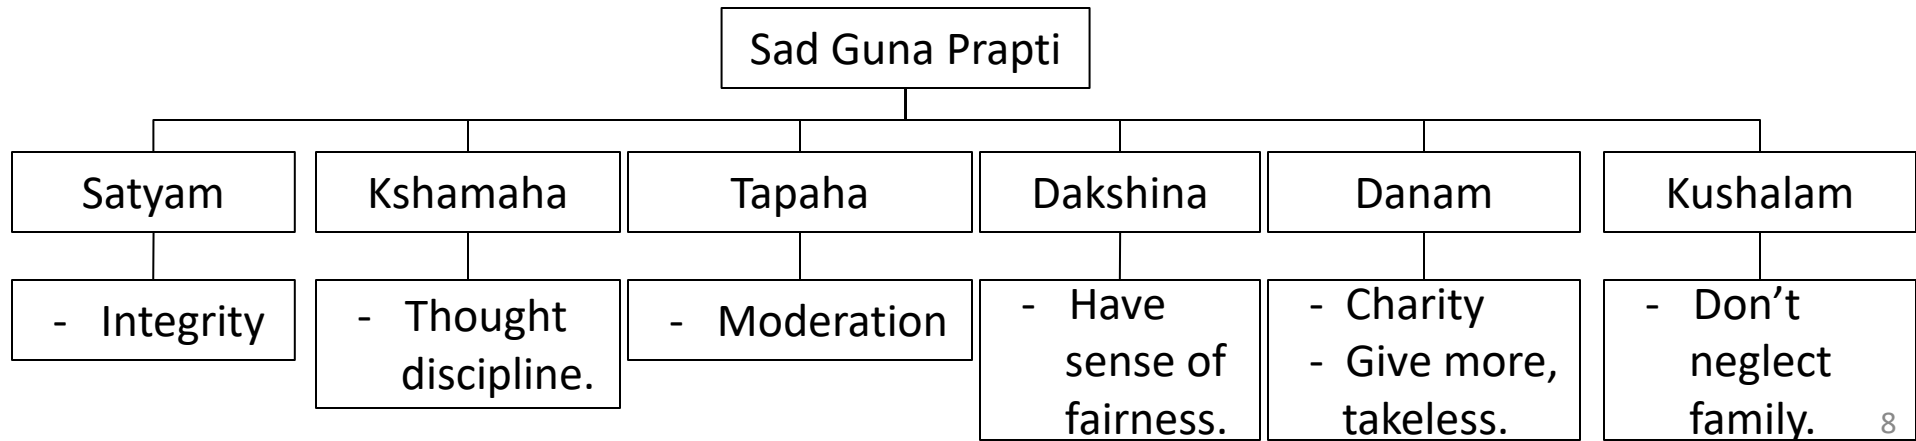 Sad Guna Prapti
Satyam
Kshamaha
Tapaha
Dakshina
Danam
Kushalam
- Integrity
- Thought
discipline.
- Moderation
- Have
sense of
fairness.
- Charity
- Give more,
takeless.
- Don’t
neglect
family.
8